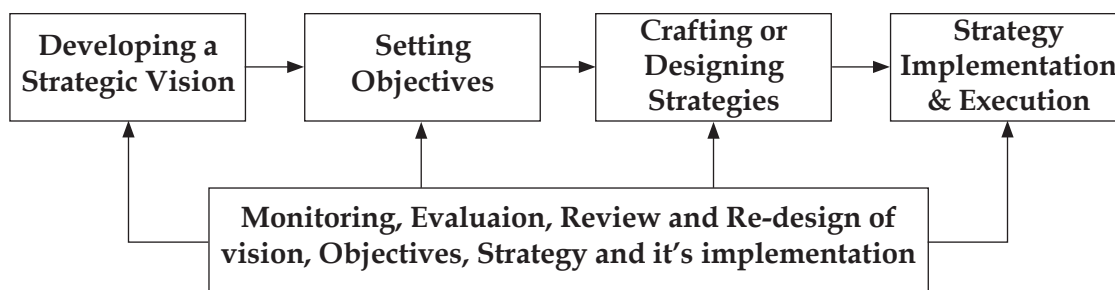 Developing a
Strategic Vision
Setting
Objectives
Crafting or
Designing
Strategies
Strategy
Implementation
& Execution
Monitoring, Evaluaion, Review and Re-design of
vision, Objectives, Strategy and it's implementation